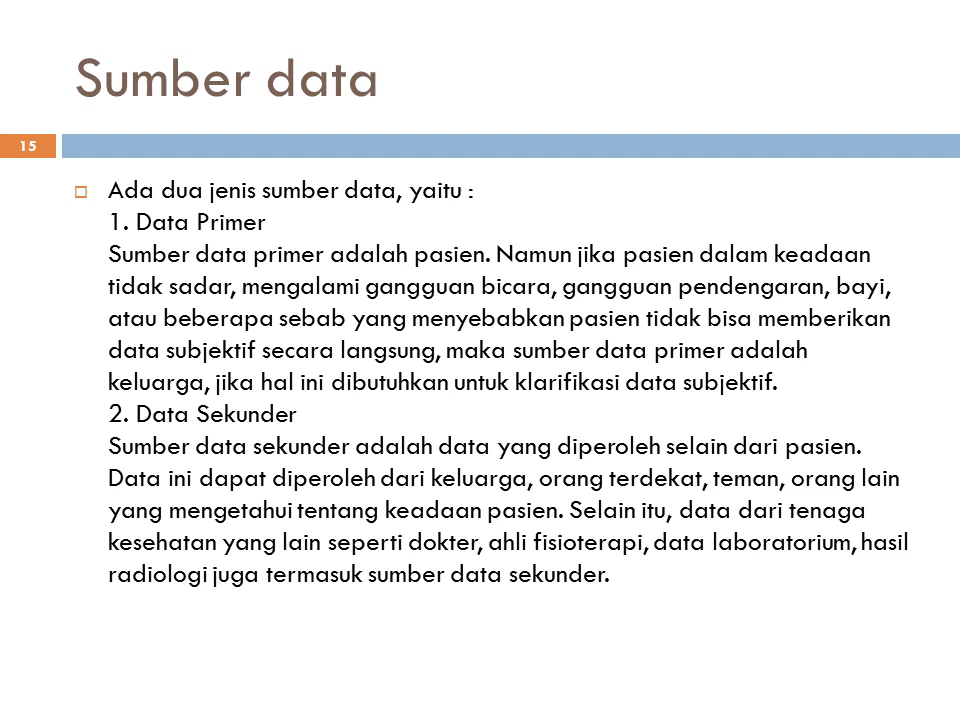 Sumber data
15
Ada dua jenis sumber data, yaitu :
1. Data Primer
Sumber data primer adalah pasien. Namun jika pasien dalam keadaan
tidak sadar, mengalami gangguan bicara, gangguan pendengaran, bayi,
atau beberapa sebab yang menyebabkan pasien tidak bisa memberikan
data subjektif secara langsung, maka sumber data primer adalah
keluarga, jika hal ini dibutuhkan untuk klarifikasi data subjektif.
2. Data Sekunder
Sumber data sekunder adalah data yang diperoleh selain dari pasien.
Data ini dapat diperoleh dari keluarga, orang terdekat, teman, orang lain
yang mengetahui tentang keadaan pasien. Selain itu, data dari tenaga
kesehatan yang lain seperti dokter, ahli fisioterapi, data laboratorium, hasil
radiologi juga termasuk sumber data sekunder.